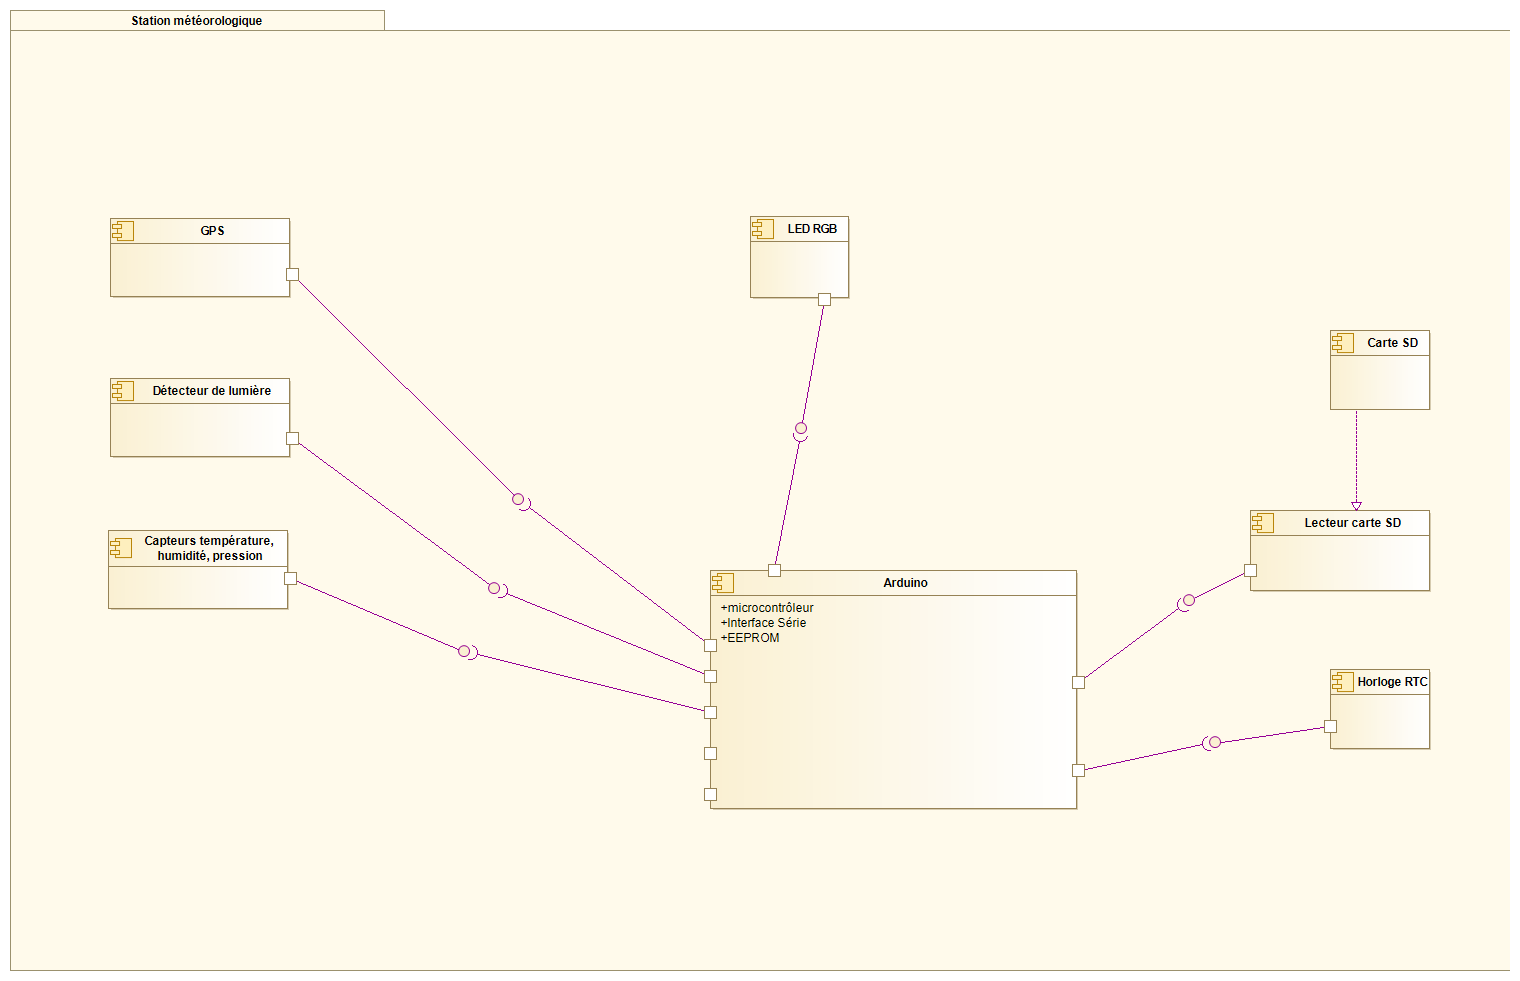 Station météorologique
GPS
LED RGB
Carte SD
Détecteur de lumière
Lecteur carte SD
Capteurs température,
humidité, pression
Arduino
+microcontrôleur
+Interface Série
+EEPROM
Horloge RTC